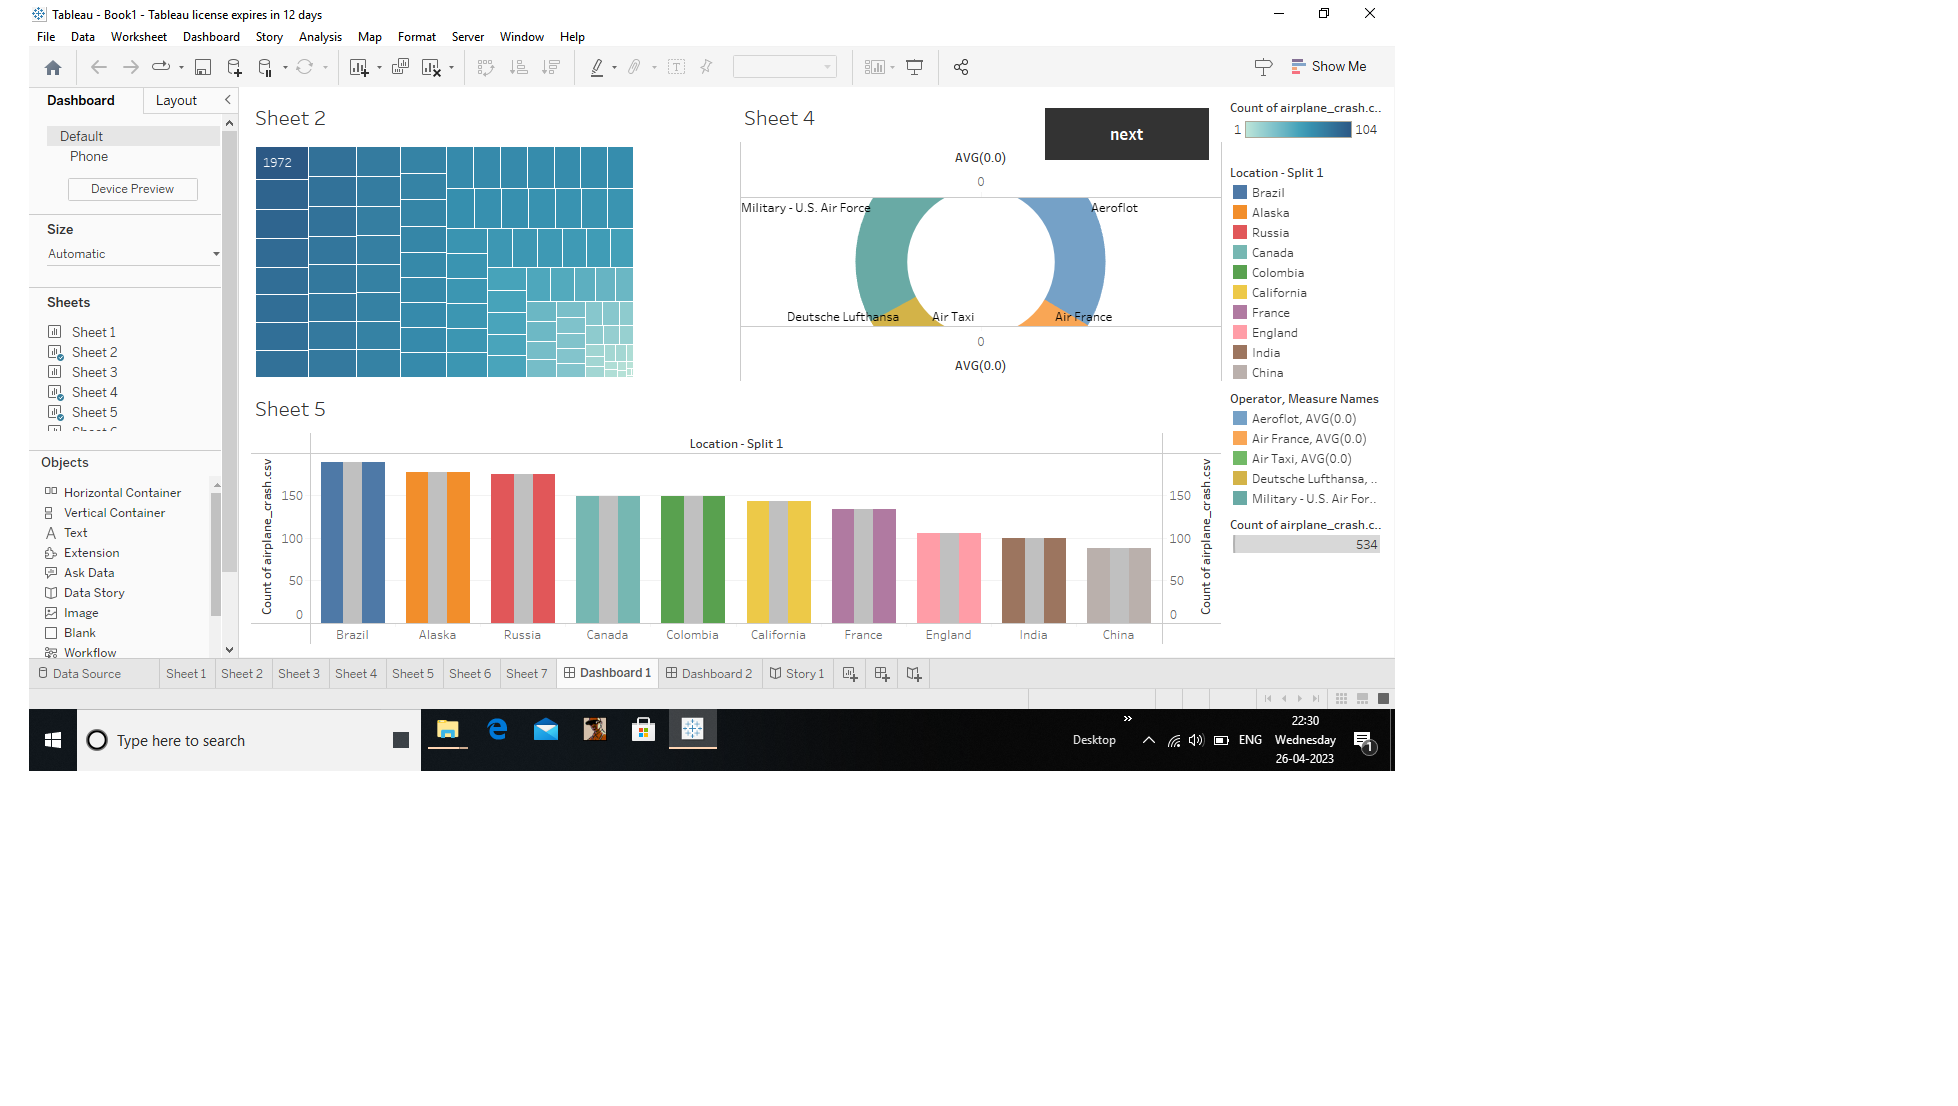 Tableau - Book1 - Tableau license expires in 12 days
File Data Worksheet Dashboard Story Analysis Map Format Server Window Help
Show Me
Dashboard Layout
Default
Phone
Device Preview
Size
Automatic
Sheets
Sheet 1
Sheet 2
Sheet 3
Sheet 4
Sheet 5
Objects
Horizontal Container
Vertical Container
Text
Extension
Ask Data
Data Story
Image
Blank
Workflow
Sheet 2
1972
Sheet 4
next
AVG(0.0)
0
Military - U.S. Air Force
Aeroflot
Deutsche Lufthansa
Air Taxi
Air France
0
AVG(0.0)
Sheet 5
Location - Split 1
Count of airplane_crash.csv
150
100
50
0
Brazil Alaska Russia Canada Colombia California France England India China
150
100
50
0
Count of airplane_crash.csv
Count of airplane_crash.c..
1 104
Location - Split 1
Brazil
Alaska
Russia
Canada
Colombia
California
France
England
India
China
Operator, Measure Names
Aeroflot, AVG(0.0)
Air France, AVG(0.0)
Air Taxi, AVG(0.0)
Deutsche Lufthansa, ..
Military - U.S. Air For..
Count of airplane_crash.c..
534
Data Source Sheet 1 Sheet 2 Sheet 3 Sheet 4 Sheet 5 Sheet 6 Sheet 7 Dashboard 1 Dashboard 2 Story 1
Type here to search
Desktop
ENG
22:30
Wednesday
26-04-2023
1